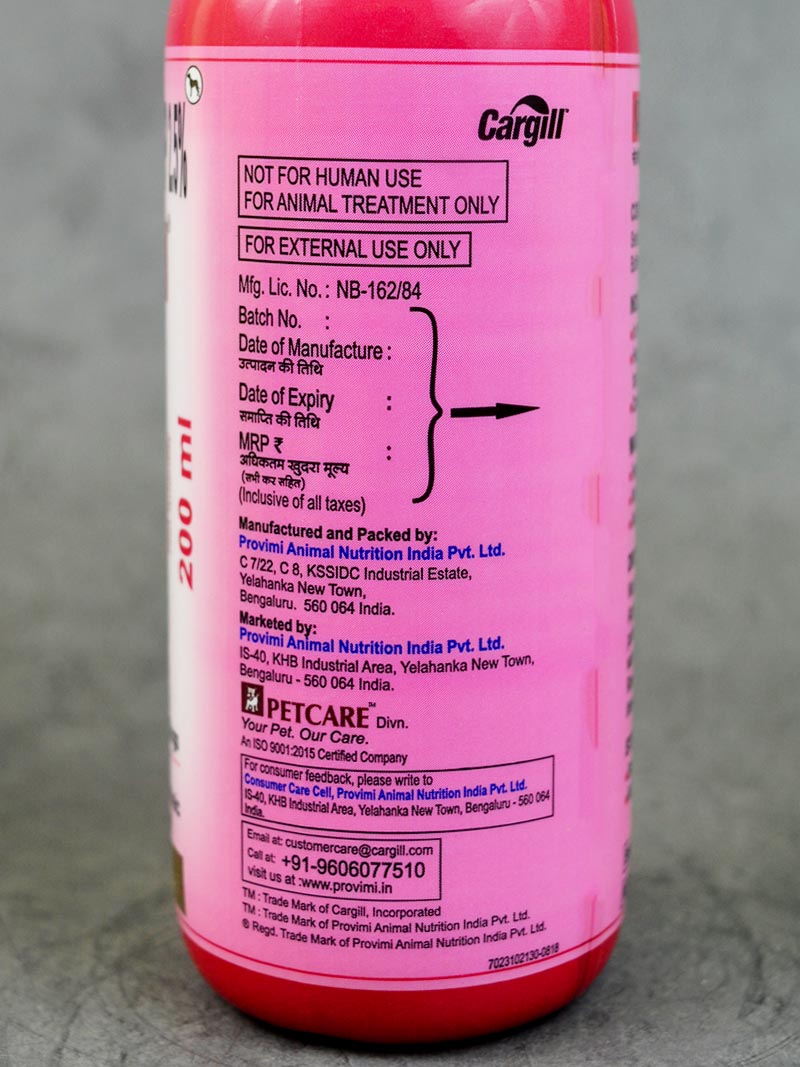 Cargill™
NOT FOR HUMAN USE
FOR ANIMAL TREATMENT ONLY
FOR EXTERNAL USE ONLY
Mfg. Lic. No. : NB-162/84
Batch No. :
Date of Manufacture :
उत्पादन की तिथि
Date of Expiry :
समाप्ति की तिथि
MRP ₹ :
अधिकतम खुदरा मूल्य
(सभी कर सहित)
(Inclusive of all taxes)
Manufactured and Packed by:
Provimi Animal Nutrition India Pvt. Ltd.
C 7/22, C 8, KSSIDC Industrial Estate,
Yelahanka New Town,
Bengaluru. 560 064 India.
Marketed by:
Provimi Animal Nutrition India Pvt. Ltd.
IS-40, KHB Industrial Area, Yelahanka New Town,
Bengaluru - 560 064 India.
PETCARE™ Divn.
Your Pet. Our Care.
An ISO 9001:2015 Certified Company
For consumer feedback, please write to
Consumer Care Cell, Provimi Animal Nutrition India Pvt. Ltd.
IS-40, KHB Industrial Area, Yelahanka New Town, Bengaluru - 560 064
India.
Email at: customercare@cargill.com
Call at: +91-9606077510
visit us at :www.provimi.in
TM : Trade Mark of Cargill, Incorporated
TM : Trade Mark of Provimi Animal Nutrition India Pvt. Ltd.
® Regd. Trade Mark of Provimi Animal Nutrition India Pvt. Ltd.
7023102130-0818
200 ml